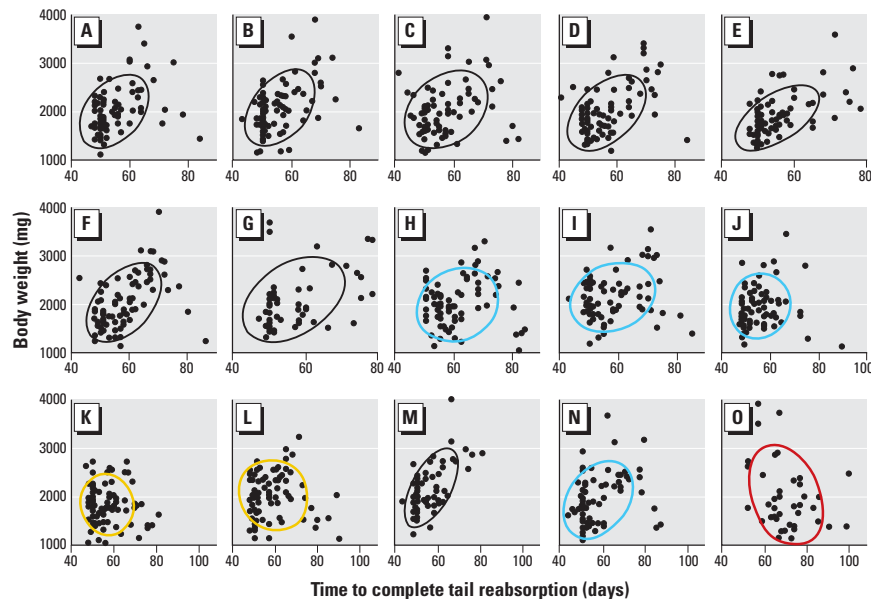 A B C D E
4000
3000
2000
1000
40 60 80 40 60 80 40 60 80 40 60 80 40 60 80
F G H I J
4000
3000
2000
1000
40 60 80 40 60 80 40 60 80 40 60 80 40 60 80 100
K L M N O
4000
3000
2000
1000
40 60 80 100 40 60 80 100 40 60 80 100 40 60 80 100 40 60 80 100
Body weight (mg)
Time to complete tail reabsorption (days)